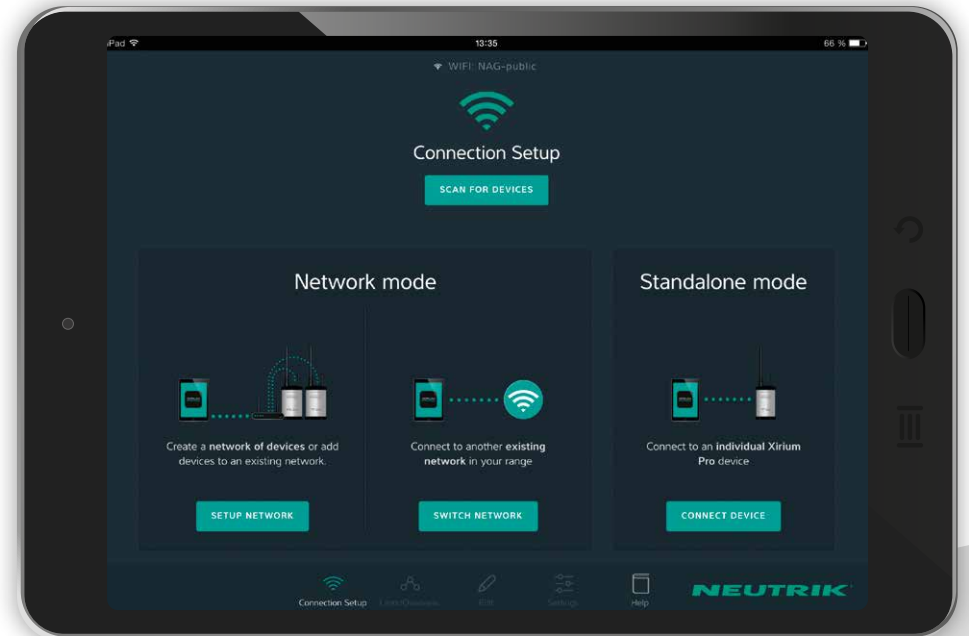 iPad 13:35 66 %
WIFI: NAG-public
Connection Setup
SCAN FOR DEVICES
Network mode
Standalone mode
Create a network of devices or add
devices to an existing network.
Connect to another existing
network in your range
Connect to an individual Xirium
Pro device
SETUP NETWORK
SWITCH NETWORK
CONNECT DEVICE
Connection Setup
Edit
Settings
Help
NEUTRIK